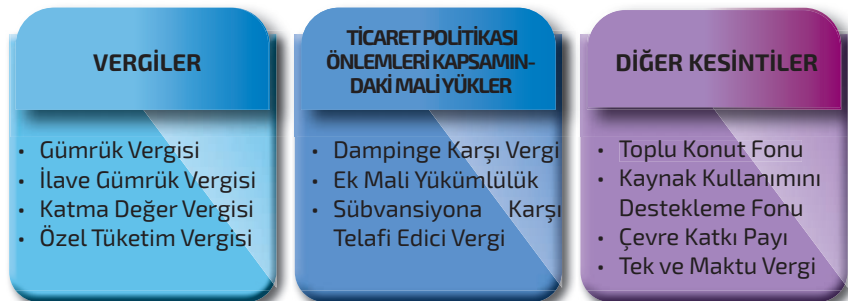 VERGİLER
• Gümrük Vergisi
• İlave Gümrük Vergisi
• Katma Değer Vergisi
• Özel Tüketim Vergisi
TİCARET POLİTİKASI
ÖNLEMLERİ KAPSAMIN-
DAKİ MALİ YÜKLER
• Dampinge Karşı Vergi
• Ek Mali Yükümlülük
• Sübvansiyona Karşı
Telafi Edici Vergi
DİĞER KESİNTİLER
• Toplu Konut Fonu
• Kaynak Kullanımını
Destekleme Fonu
• Çevre Katkı Payı
• Tek ve Maktu Vergi